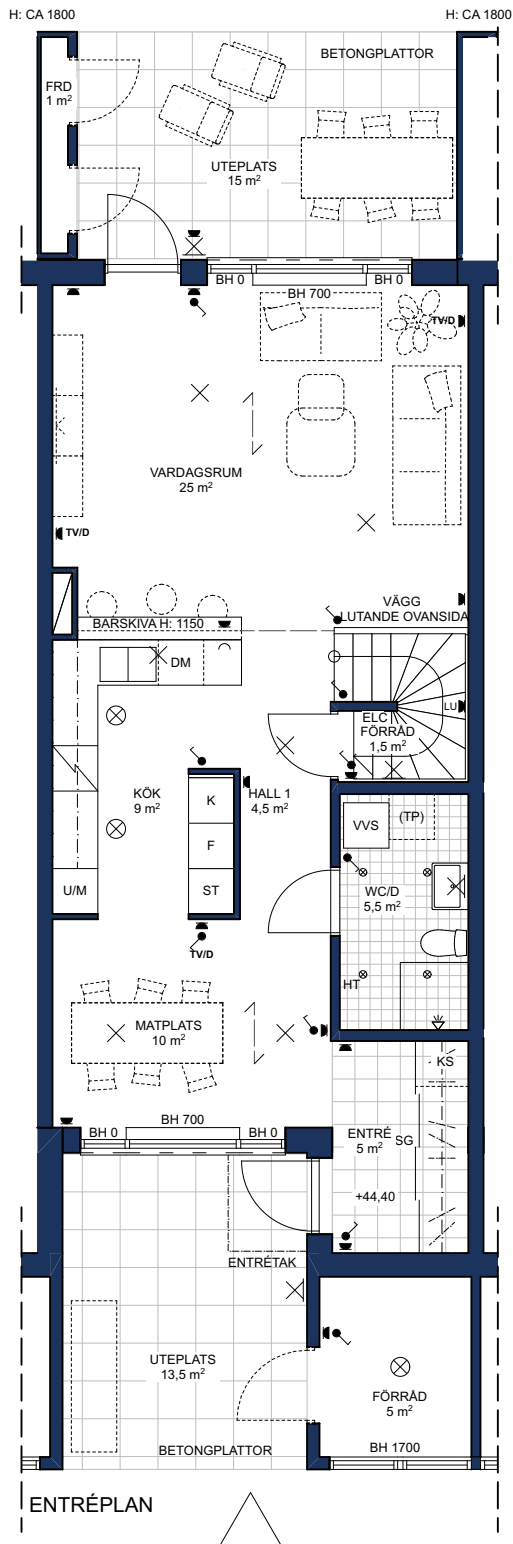 H: CA 1800
H: CA 1800
BETONGPLATTOR
FRD
1 m²
UTEPLATS
15 m²
BH 0
BH 700
BH 0
TV/D
VARDAGSRUM
25 m²
TV/D
VÄGG
LUTANDE OVANSIDA
BARSKIVA H: 1150
DM
LU
ELC
FÖRRÅD
1,5 m²
KÖK
9 m²
K
HALL 1
4,5 m²
VVS
(TP)
F
U/M
ST
WC/D
5,5 m²
TV/D
HT
MATPLATS
10 m²
KS
BH 0
BH 700
BH 0
ENTRÉ
5 m²
SG
+44,40
ENTRÉTAK
UTEPLATS
13,5 m²
FÖRRÅD
5 m²
BETONGPLATTOR
BH 1700
ENTRÉPLAN